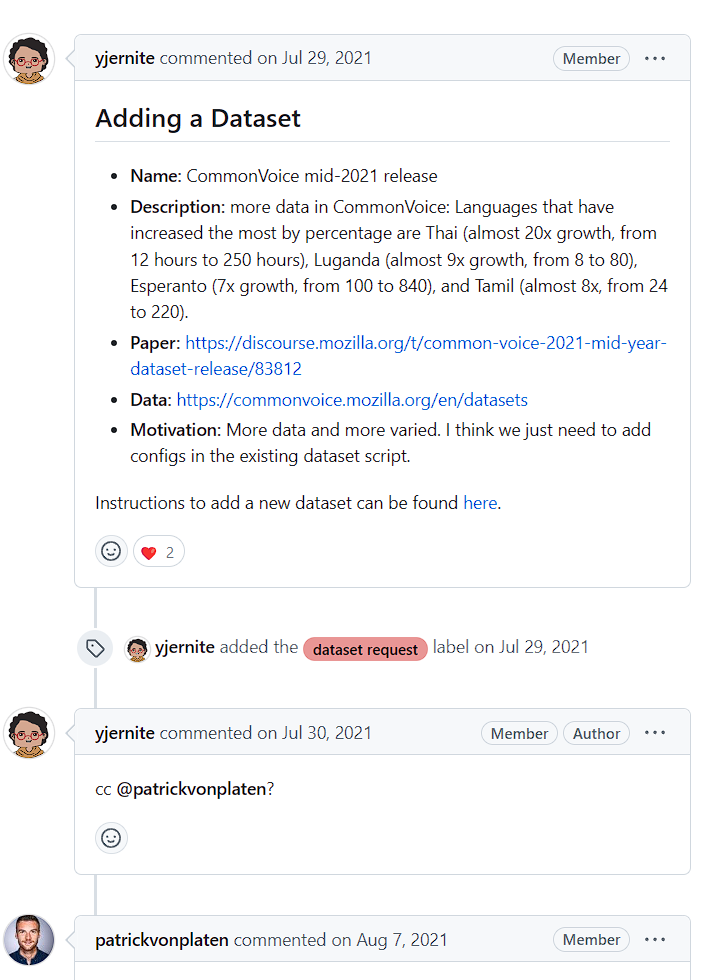 yjernite commented on Jul 29, 2021 Member ...
Adding a Dataset
• Name: CommonVoice mid-2021 release
• Description: more data in CommonVoice: Languages that have
increased the most by percentage are Thai (almost 20x growth, from
12 hours to 250 hours), Luganda (almost 9x growth, from 8 to 80),
Esperanto (7x growth, from 100 to 840), and Tamil (almost 8x, from 24
to 220).
• Paper: https://discourse.mozilla.org/t/common-voice-2021-mid-year-
dataset-release/83812
• Data: https://commonvoice.mozilla.org/en/datasets
• Motivation: More data and more varied. I think we just need to add
configs in the existing dataset script.
Instructions to add a new dataset can be found here.
❤️ 2
yjernite added the dataset request label on Jul 29, 2021
yjernite commented on Jul 30, 2021 Member Author ...
cc @patrickvonplaten?
patrickvonplaten commented on Aug 7, 2021 Member ...